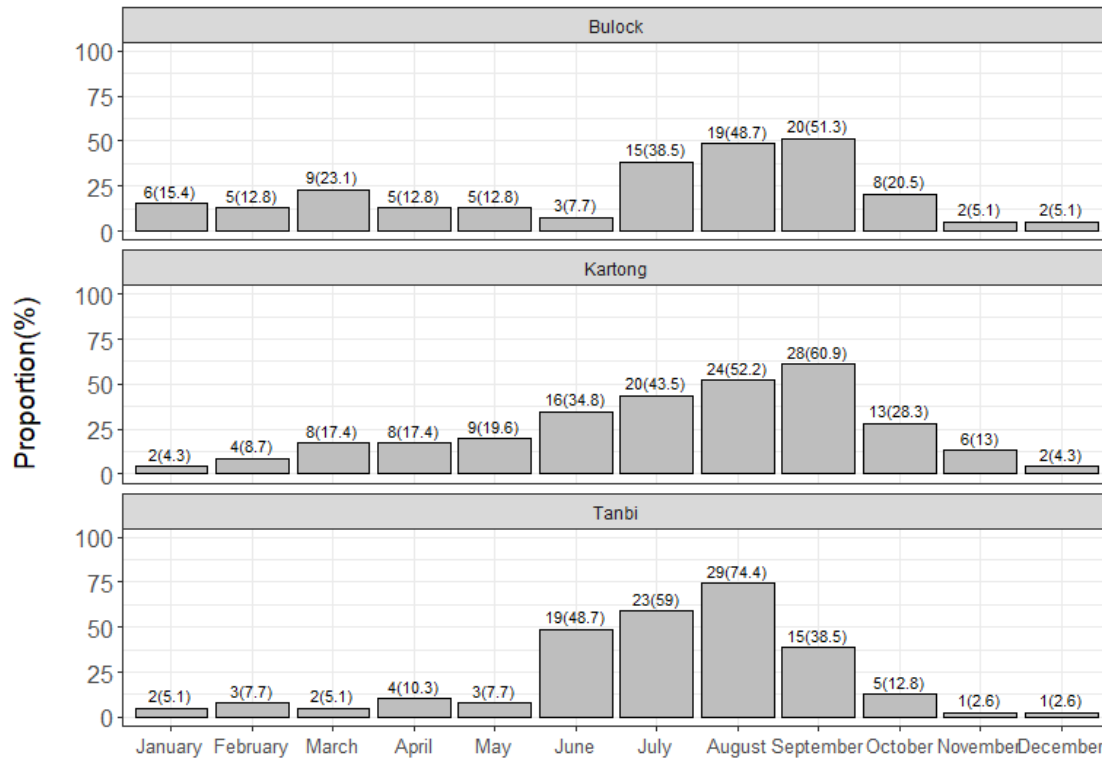 Bulock
100
75
50
25
0
6(15.4) 5(12.8) 9(23.1) 5(12.8) 5(12.8) 3(7.7) 15(38.5) 19(48.7) 20(51.3) 8(20.5) 2(5.1) 2(5.1)
Kartong
100
75
50
25
0
2(4.3) 4(8.7) 8(17.4) 8(17.4) 9(19.6) 16(34.8) 20(43.5) 24(52.2) 28(60.9) 13(28.3) 6(13) 2(4.3)
Tanbi
100
75
50
25
0
2(5.1) 3(7.7) 2(5.1) 4(10.3) 3(7.7) 19(48.7) 23(59) 29(74.4) 15(38.5) 5(12.8) 1(2.6) 1(2.6)
January February March April May June July August September October November December
Proportion(%)